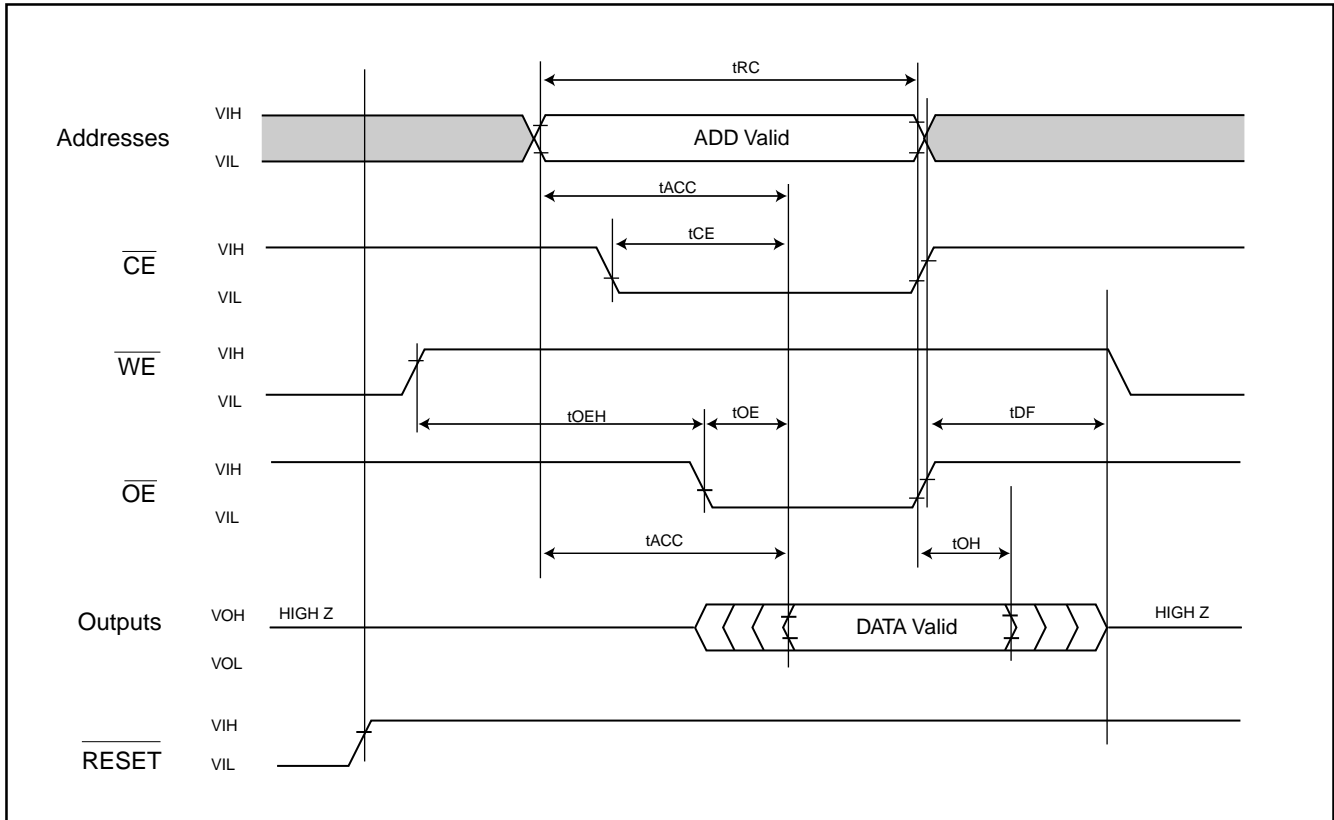 tRC
VIH
Addresses
ADD Valid
VIL
tACC
tCE
VIH
CE
VIL
VIH
WE
VIL
tOEH
tOE
tDF
VIH
OE
VIL
tACC
tOH
VOH
HIGH Z
Outputs
DATA Valid
HIGH Z
VOL
VIH
RESET
VIL